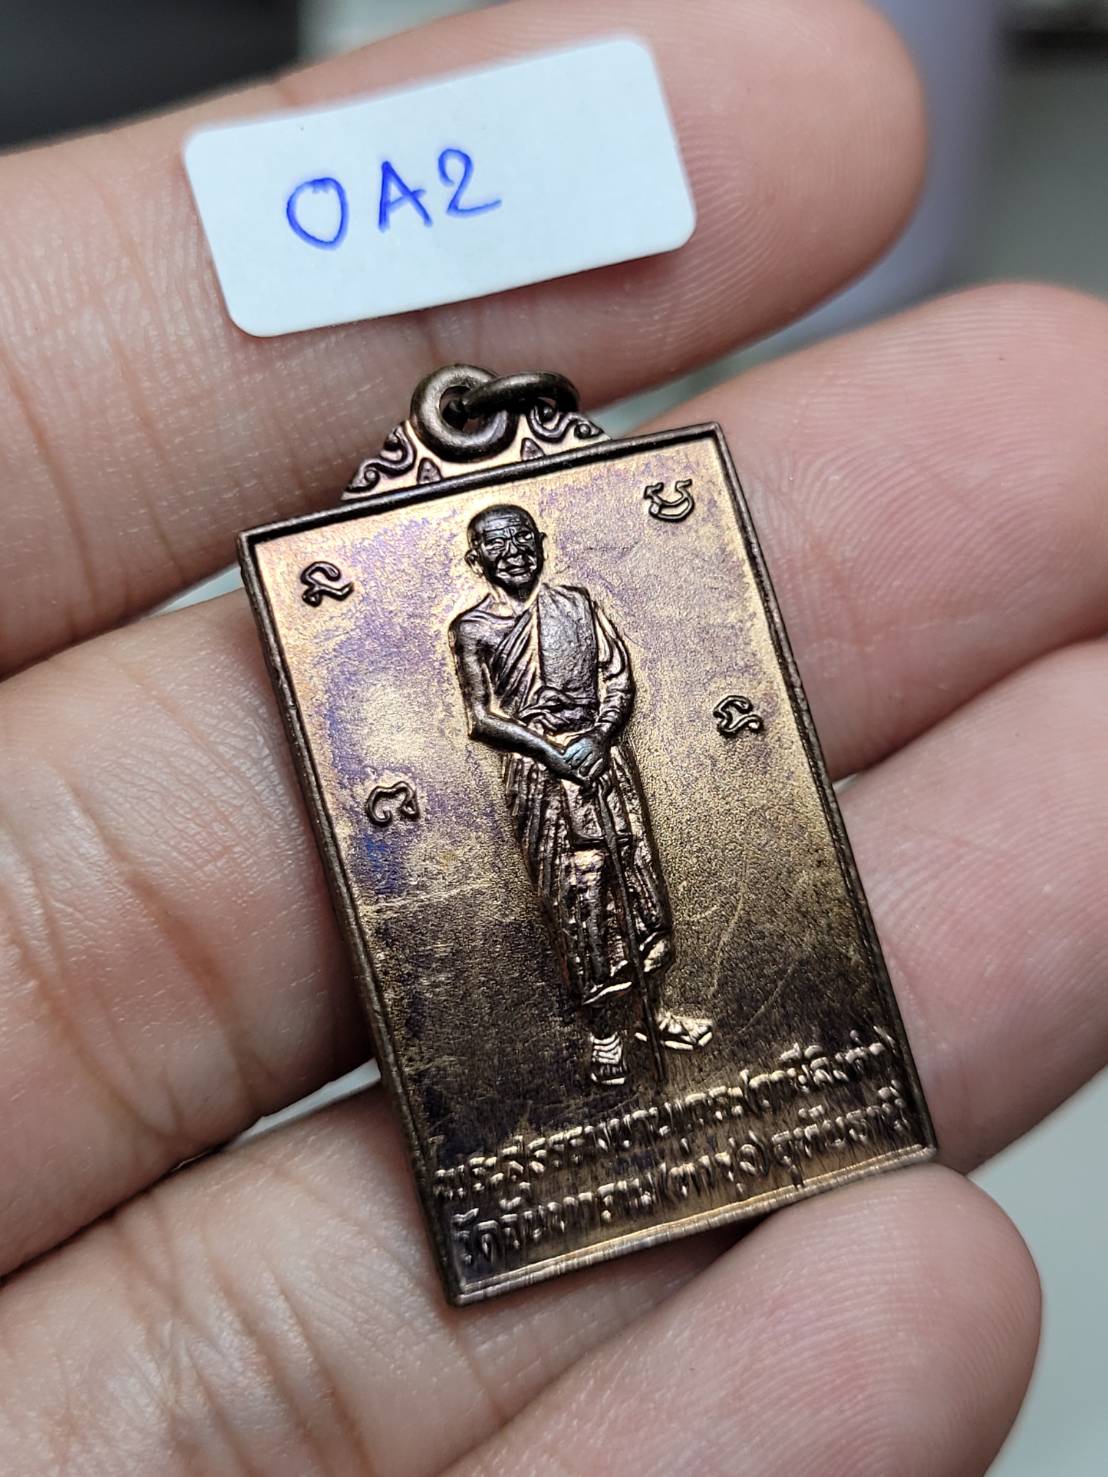 OA2
พระสุธรรมยานเถระ(ฤาษีลิงดำ)
วัดจันทาราม(ท่าซุง)อุทัยธานี